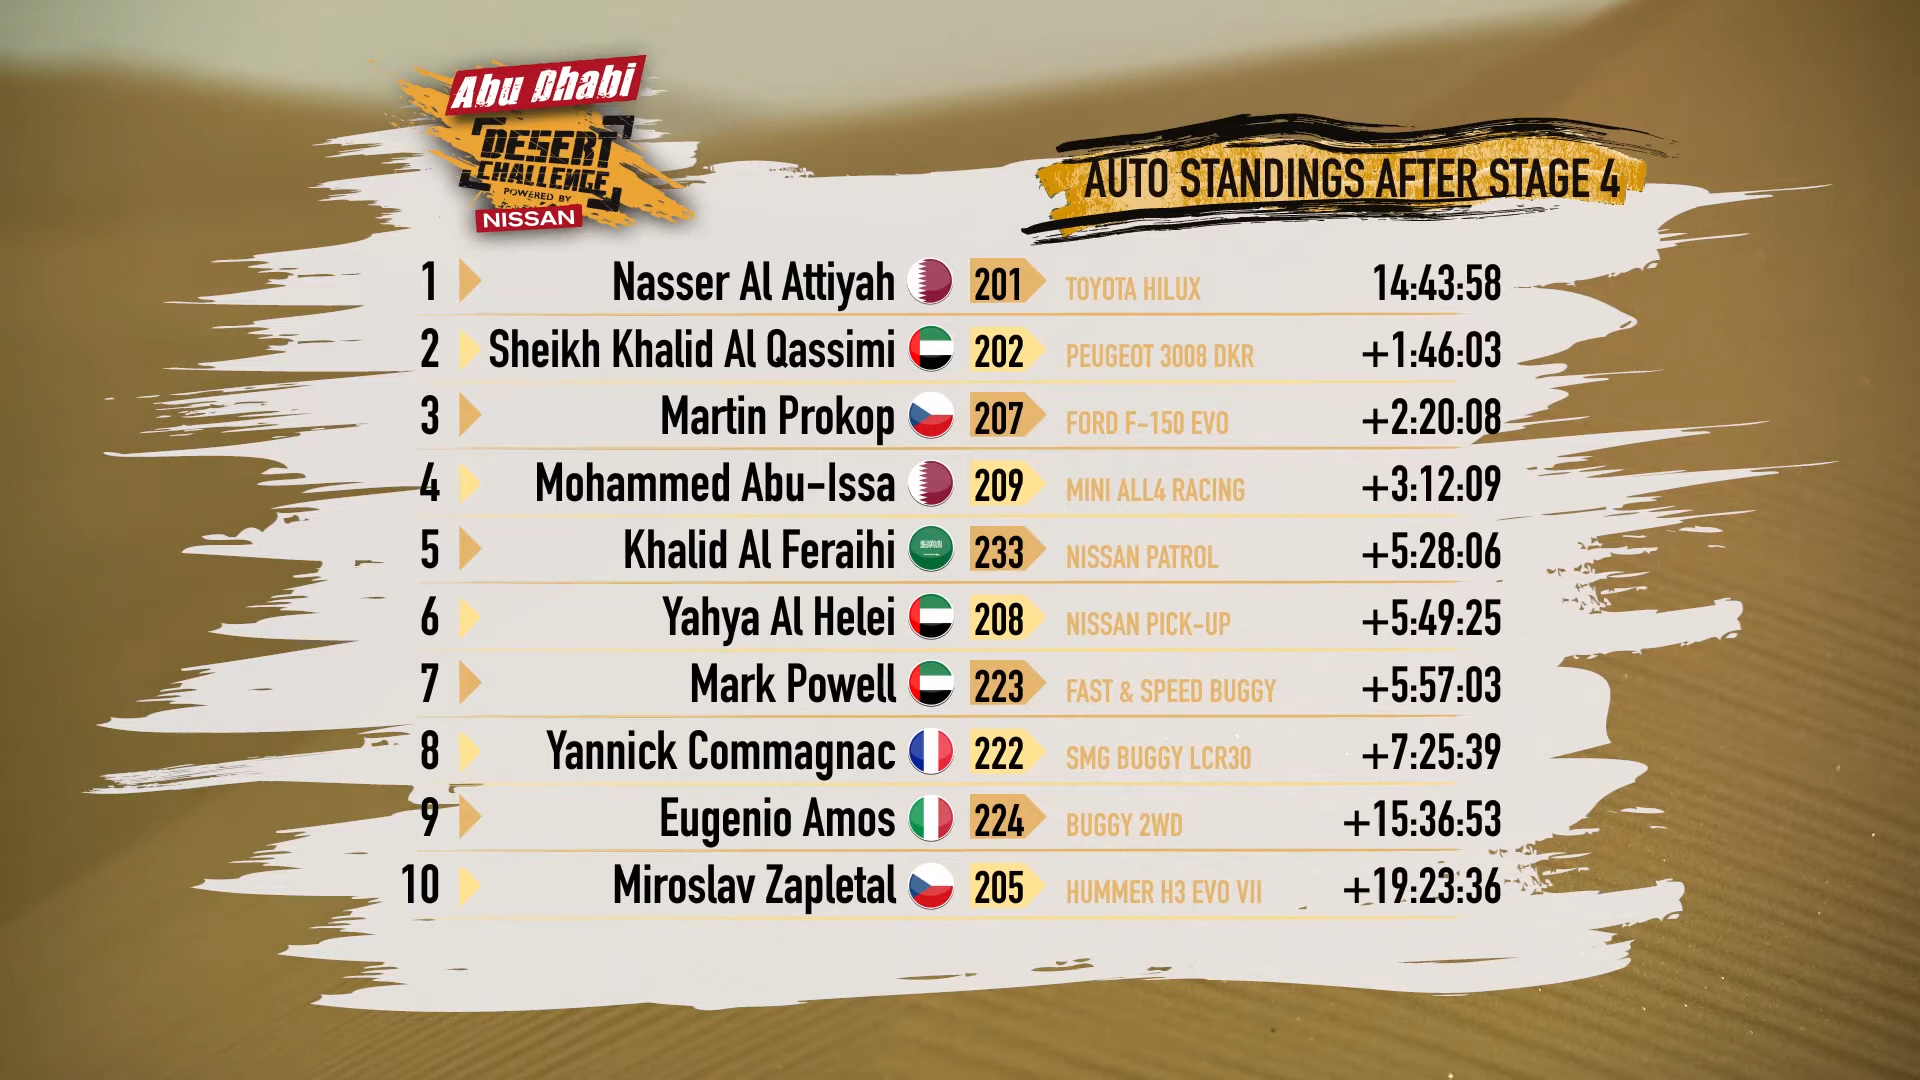 Abu Dhabi
DESERT
CHALLENGE
POWERED BY
NISSAN
AUTO STANDINGS AFTER STAGE 4
1 Nasser Al Attiyah 201 TOYOTA HILUX 14:43:58
2 Sheikh Khalid Al Qassimi 202 PEUGEOT 3008 DKR +1:46:03
3 Martin Prokop 207 FORD F-150 EVO +2:20:08
4 Mohammed Abu-Issa 209 MINI ALL4 RACING +3:12:09
5 Khalid Al Feraihi 233 NISSAN PATROL +5:28:06
6 Yahya Al Helei 208 NISSAN PICK-UP +5:49:25
7 Mark Powell 223 FAST & SPEED BUGGY +5:57:03
8 Yannick Commagnac 222 SMG BUGGY LCR30 +7:25:39
9 Eugenio Amos 224 BUGGY 2WD +15:36:53
10 Miroslav Zapletal 205 HUMMER H3 EVO VII +19:23:36